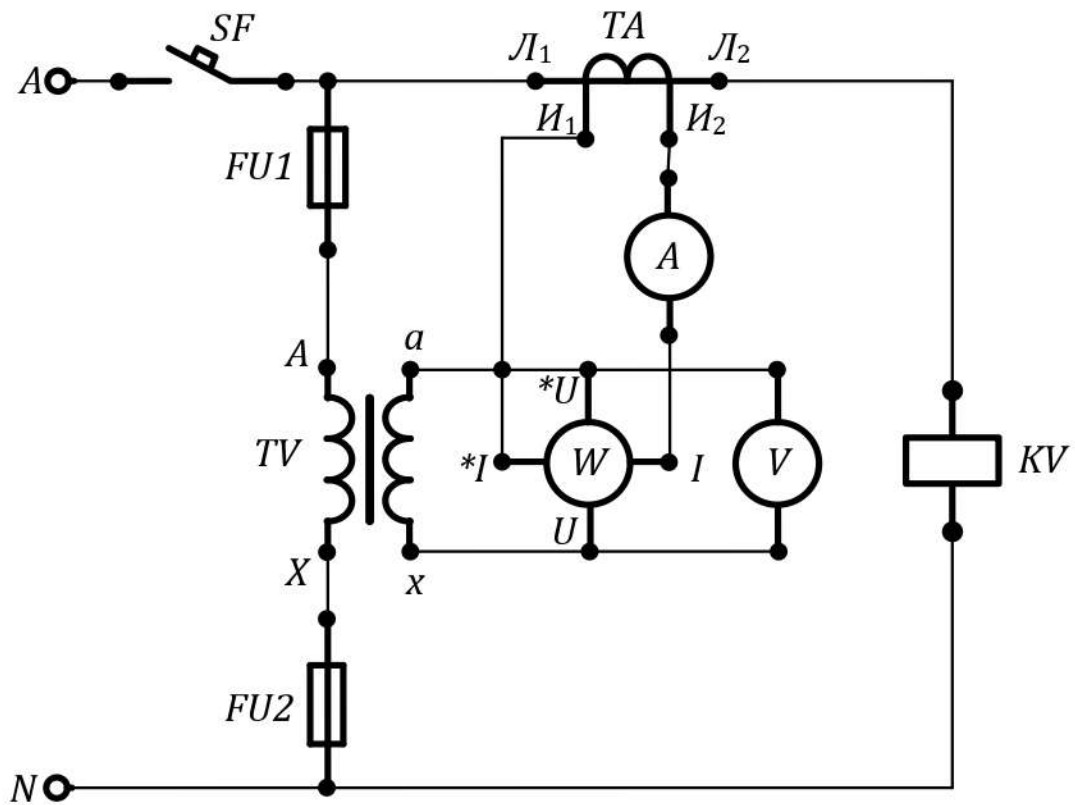 SF
TA
A
Л₁
Л₂
И₁
И₂
FU1
A
A
a
*U
TV
*I
W
I
V
KV
U
X
x
FU2
N